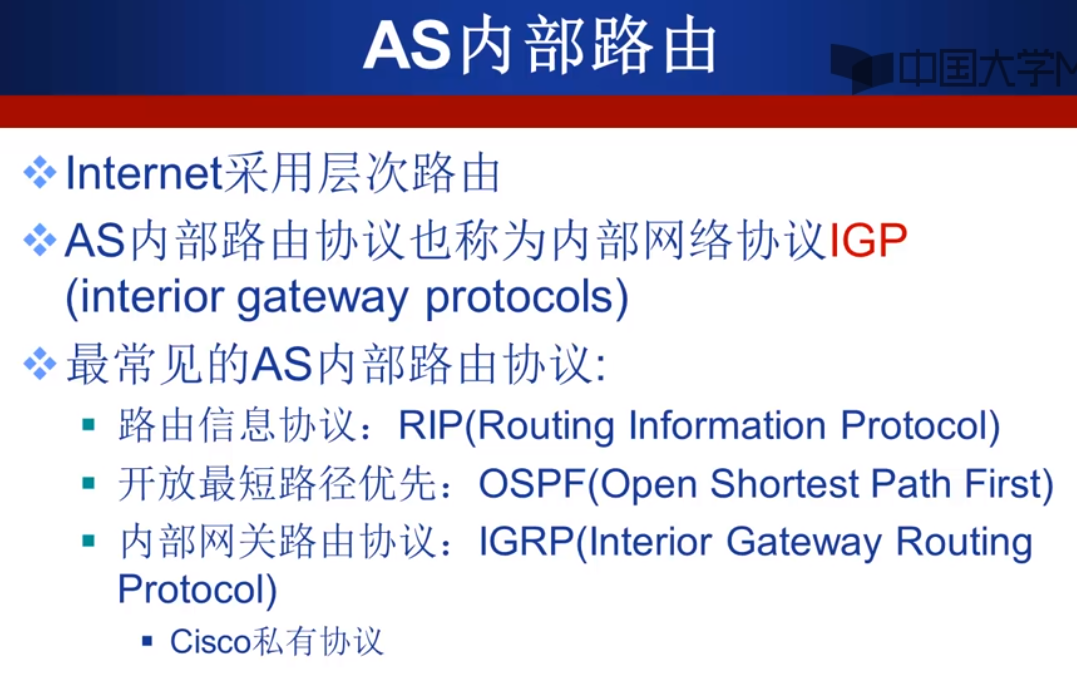 AS内部路由
中国大学M
Internet采用层次路由
AS内部路由协议也称为内部网络协议IGP
(interior gateway protocols)
最常见的AS内部路由协议:
路由信息协议：RIP(Routing Information Protocol)
开放最短路径优先：OSPF(Open Shortest Path First)
内部网关路由协议：IGRP(Interior Gateway Routing
Protocol)
Cisco私有协议